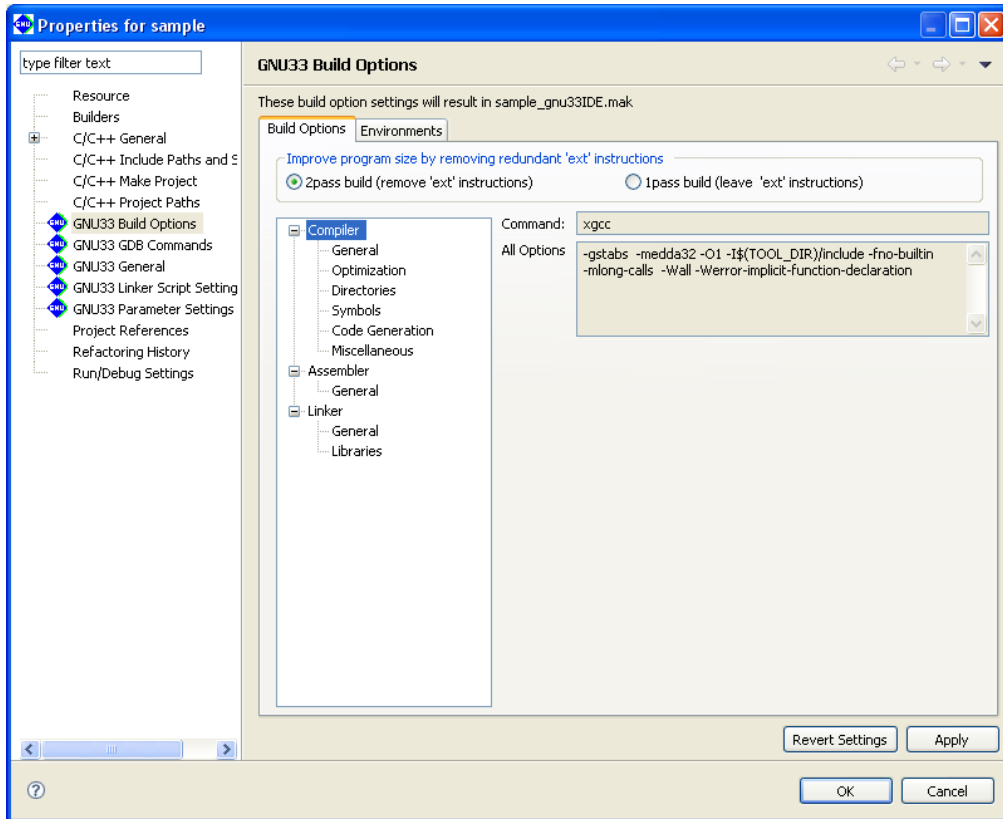 Properties for sample
type filter text
Resource
Builders
C/C++ General
C/C++ Include Paths and S
C/C++ Make Project
C/C++ Project Paths
GNU33 Build Options
GNU33 GDB Commands
GNU33 General
GNU33 Linker Script Setting
GNU33 Parameter Settings
Project References
Refactoring History
Run/Debug Settings
GNU33 Build Options
These build option settings will result in sample_gnu33IDE.mak
Build Options
Environments
Improve program size by removing redundant 'ext' instructions
2pass build (remove 'ext' instructions)
1pass build (leave 'ext' instructions)
Compiler
General
Optimization
Directories
Symbols
Code Generation
Miscellaneous
Assembler
General
Linker
General
Libraries
Command:
xgcc
All Options
-gstabs -medda32 -O1 -I$(TOOL_DIR)/include -fno-builtin
-mlong-calls -Wall -Werror-implicit-function-declaration
Revert Settings
Apply
OK
Cancel